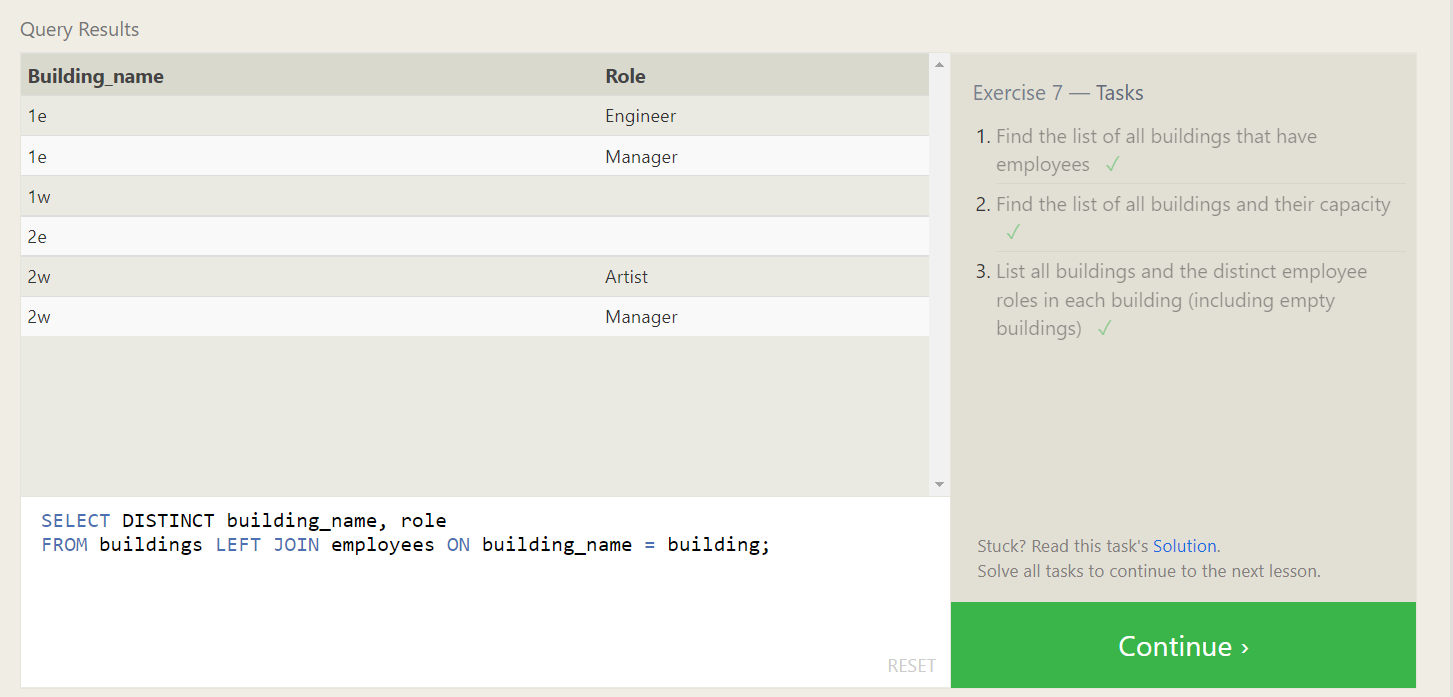 Query Results
Building_name Role
1e Engineer
1e Manager
1w
2e
2w Artist
2w Manager
SELECT DISTINCT building_name, role
FROM buildings LEFT JOIN employees ON building_name = building;
RESET
Exercise 7 — Tasks
1. Find the list of all buildings that have
employees ✓
2. Find the list of all buildings and their capacity
✓
3. List all buildings and the distinct employee
roles in each building (including empty
buildings) ✓
Stuck? Read this task's Solution.
Solve all tasks to continue to the next lesson.
Continue ›